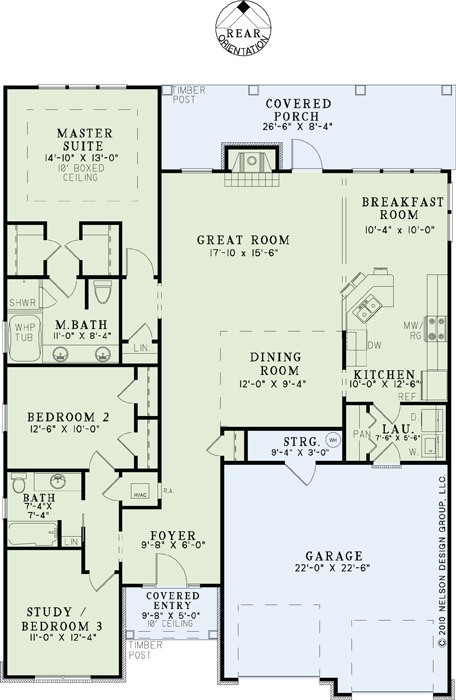 REAR
ORIENTATION
TIMBER
POST
COVERED
PORCH
26'-6" X 8'-4"
MASTER
SUITE
14'-10" X 13'-0"
10' BOXED
CEILING
BREAKFAST
ROOM
10'-4" x 10'-0"
GREAT ROOM
17'-10 x 15'-6"
SHWR
WHP
TUB
M.BATH
11'-0" X 8'-4"
LIN.
DINING
ROOM
12'-0" X 9'-4"
DW
MW/
RG
KITCHEN
10'-0" X 12'-6"
REF
BEDROOM 2
12'-6" X 10'-0"
PAN
LAU.
7'-6" X 5'-6"
D.
W.
STRG.
9'-4" X 3'-0"
WH
BATH
7'-4"X
7'-4"
LIN
HVAC
R.A.
FOYER
9'-8" X 6'-0"
GARAGE
22'-0" X 22'-6"
COVERED
ENTRY
9'-8" X 5'-0"
10' CEILING
STUDY /
BEDROOM 3
11'-0" X 12'-4"
TIMBER
POST
© 2010 NELSON DESIGN GROUP, LLC.